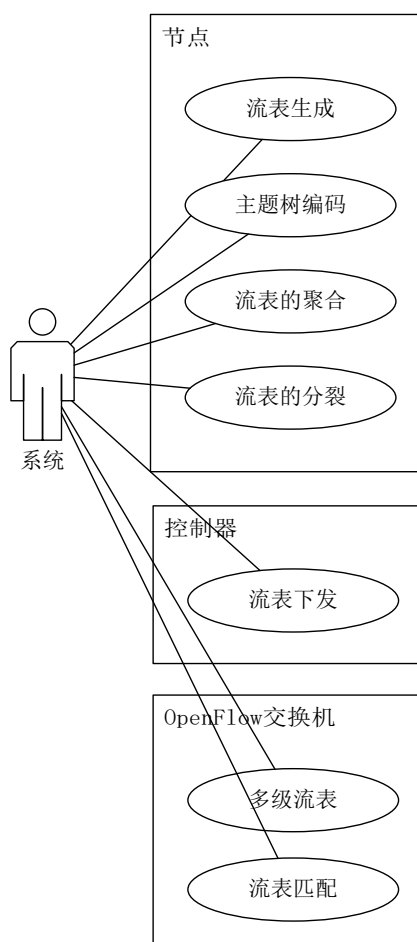 节点
流表生成
主题树编码
流表的聚合
流表的分裂
系统
控制器
流表下发
OpenFlow交换机
多级流表
流表匹配